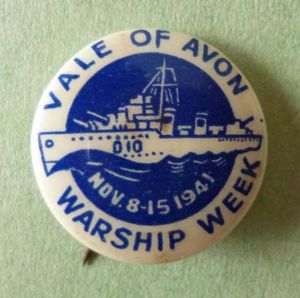 VALE OF AVON
D10
NOV. 8-15 1941
WARSHIP WEEK